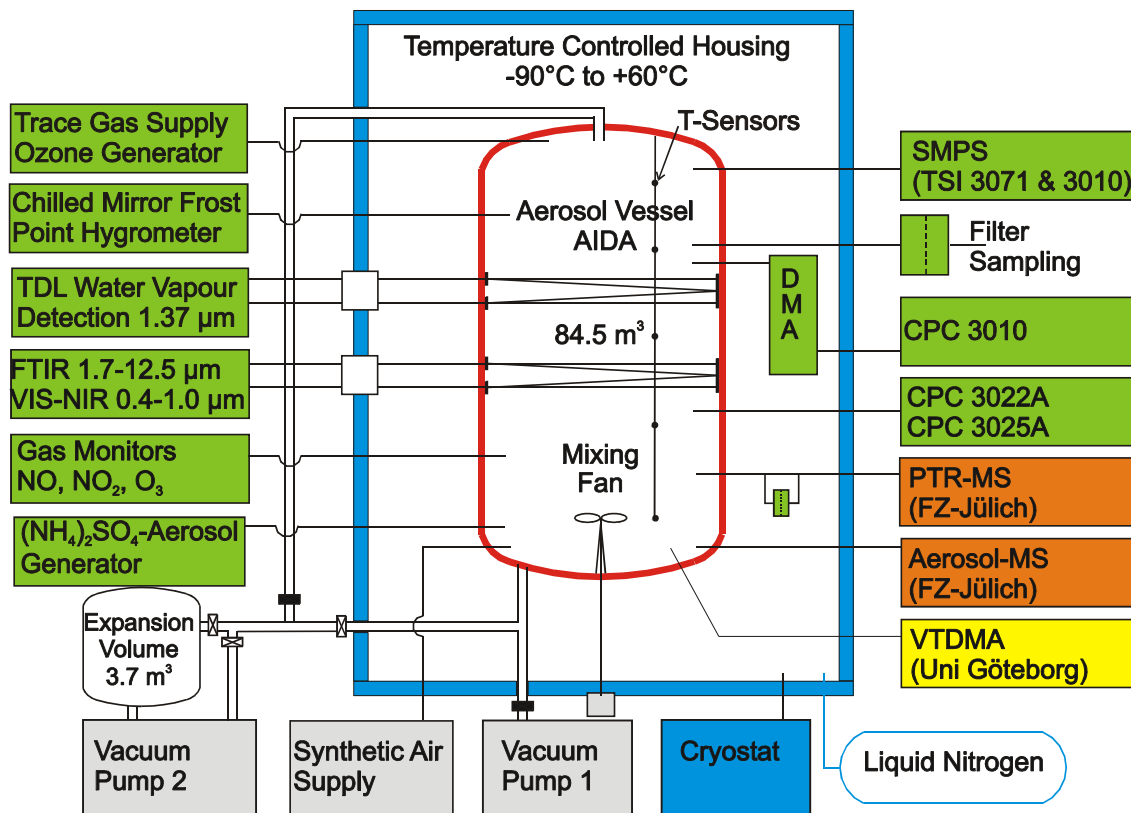 Temperature Controlled Housing
-90°C to +60°C
T-Sensors
Aerosol Vessel
AIDA
84.5 m³
Mixing
Fan
Trace Gas Supply
Ozone Generator
Chilled Mirror Frost
Point Hygrometer
TDL Water Vapour
Detection 1.37 µm
FTIR 1.7-12.5 µm
VIS-NIR 0.4-1.0 µm
Gas Monitors
NO, NO₂, O₃
(NH₄)₂SO₄-Aerosol
Generator
Expansion
Volume
3.7 m³
SMPS
(TSI 3071 & 3010)
Filter
Sampling
D
M
A
CPC 3010
CPC 3022A
CPC 3025A
PTR-MS
(FZ-Jülich)
Aerosol-MS
(FZ-Jülich)
VTDMA
(Uni Göteborg)
Vacuum
Pump 2
Synthetic Air
Supply
Vacuum
Pump 1
Cryostat
Liquid Nitrogen